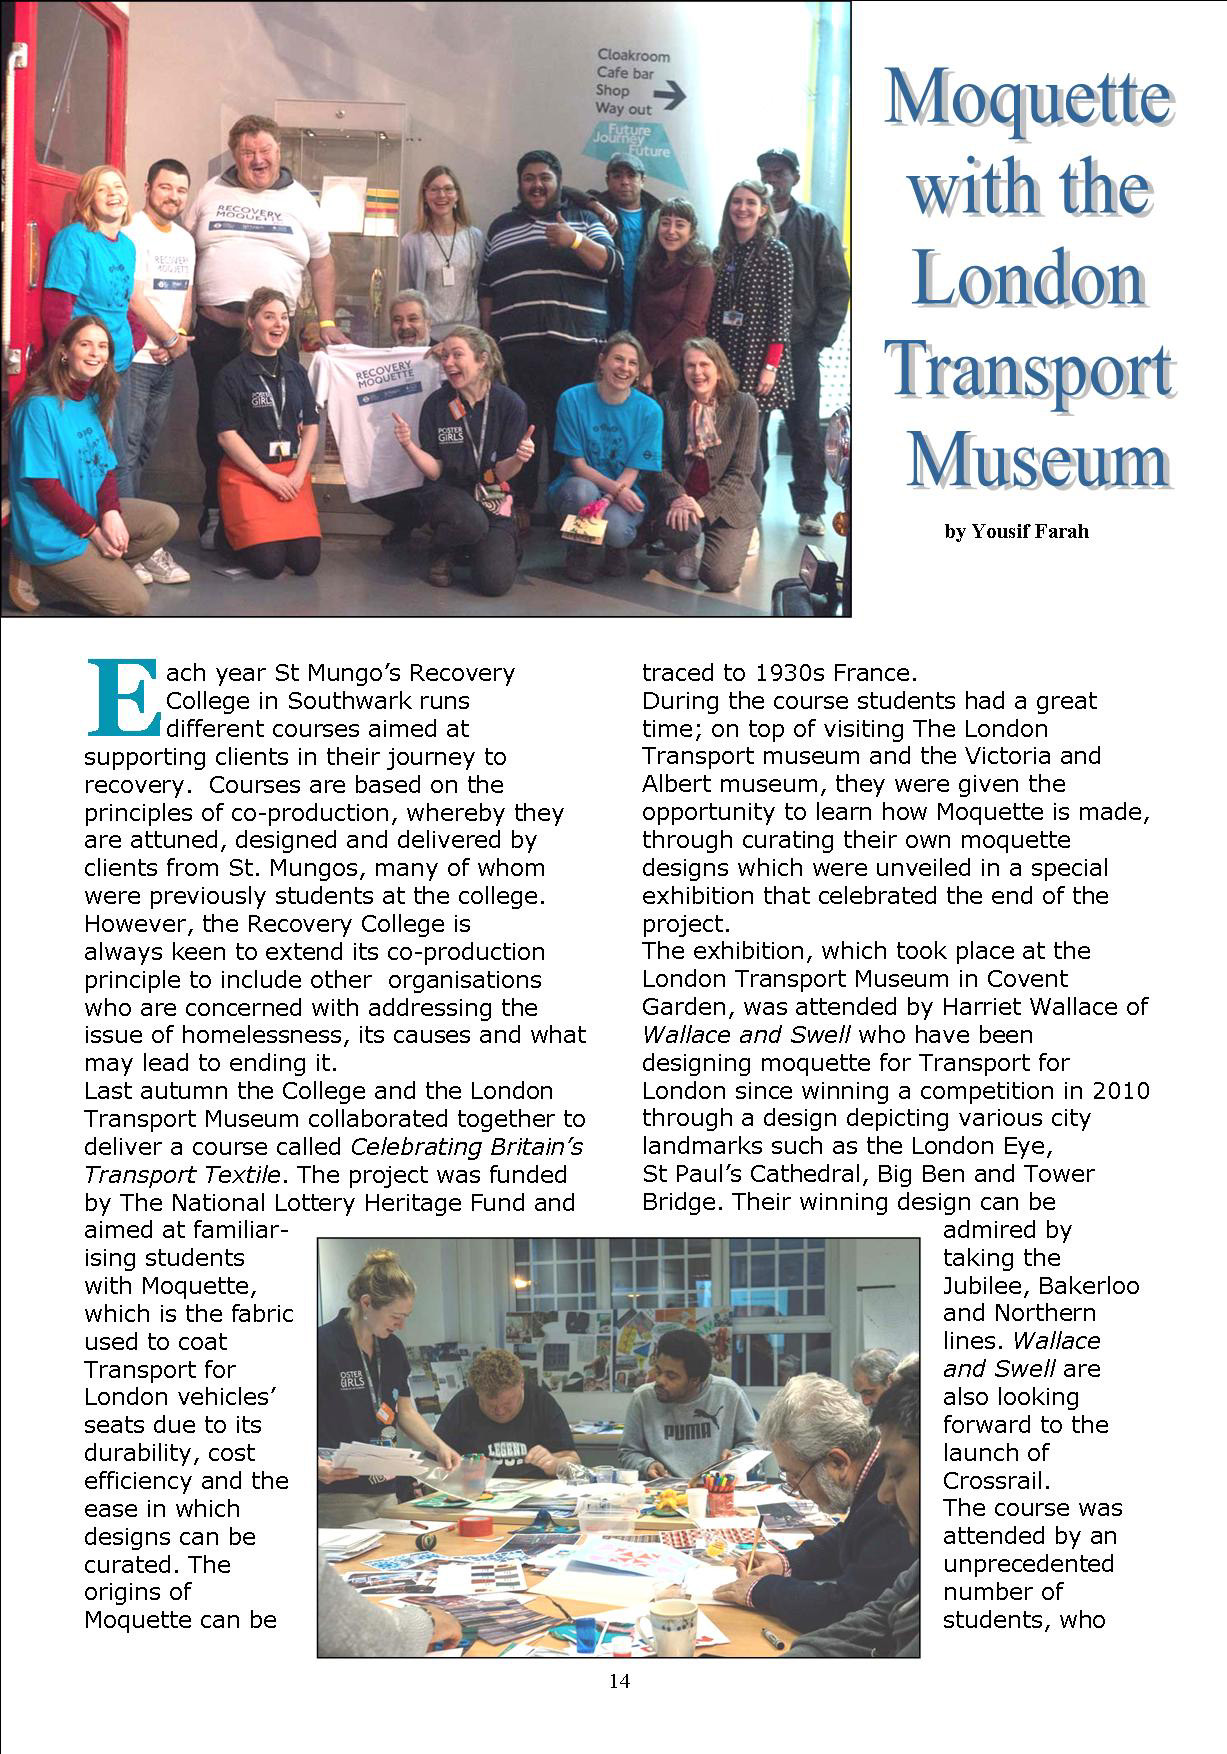 Cloakroom
Cafe bar
Shop
Way out
Future
Journey
Future
RECOVERY
MOQUETTE
RECOVERY
MOQUETTE
POSTER
GIRLS
RECOVERY
MOQUETTE
POSTER
GIRLS
Moquette
with the
London
Transport
Museum
by Yousif Farah
Each year St Mungo’s Recovery
College in Southwark runs
different courses aimed at
supporting clients in their journey to
recovery.  Courses are based on the
principles of co-production, whereby they
are attuned, designed and delivered by
clients from St. Mungos, many of whom
were previously students at the college.
However, the Recovery College is
always keen to extend its co-production
principle to include other  organisations
who are concerned with addressing the
issue of homelessness, its causes and what
may lead to ending it.
Last autumn the College and the London
Transport Museum collaborated together to
deliver a course called Celebrating Britain’s
Transport Textile. The project was funded
by The National Lottery Heritage Fund and
aimed at familiar-
ising students
with Moquette,
which is the fabric
used to coat
Transport for
London vehicles’
seats due to its
durability, cost
efficiency and the
ease in which
designs can be
curated. The
origins of
Moquette can be
traced to 1930s France.
During the course students had a great
time; on top of visiting The London
Transport museum and the Victoria and
Albert museum, they were given the
opportunity to learn how Moquette is made,
through curating their own moquette
designs which were unveiled in a special
exhibition that celebrated the end of the
project.
The exhibition, which took place at the
London Transport Museum in Covent
Garden, was attended by Harriet Wallace of
Wallace and Swell who have been
designing moquette for Transport for
London since winning a competition in 2010
through a design depicting various city
landmarks such as the London Eye,
St Paul’s Cathedral, Big Ben and Tower
Bridge. Their winning design can be
admired by
taking the
Jubilee, Bakerloo
and Northern
lines. Wallace
and Swell are
also looking
forward to the
launch of
Crossrail.
The course was
attended by an
unprecedented
number of
students, who
OSTER
GIRLS
LEGEND
PUMA
14